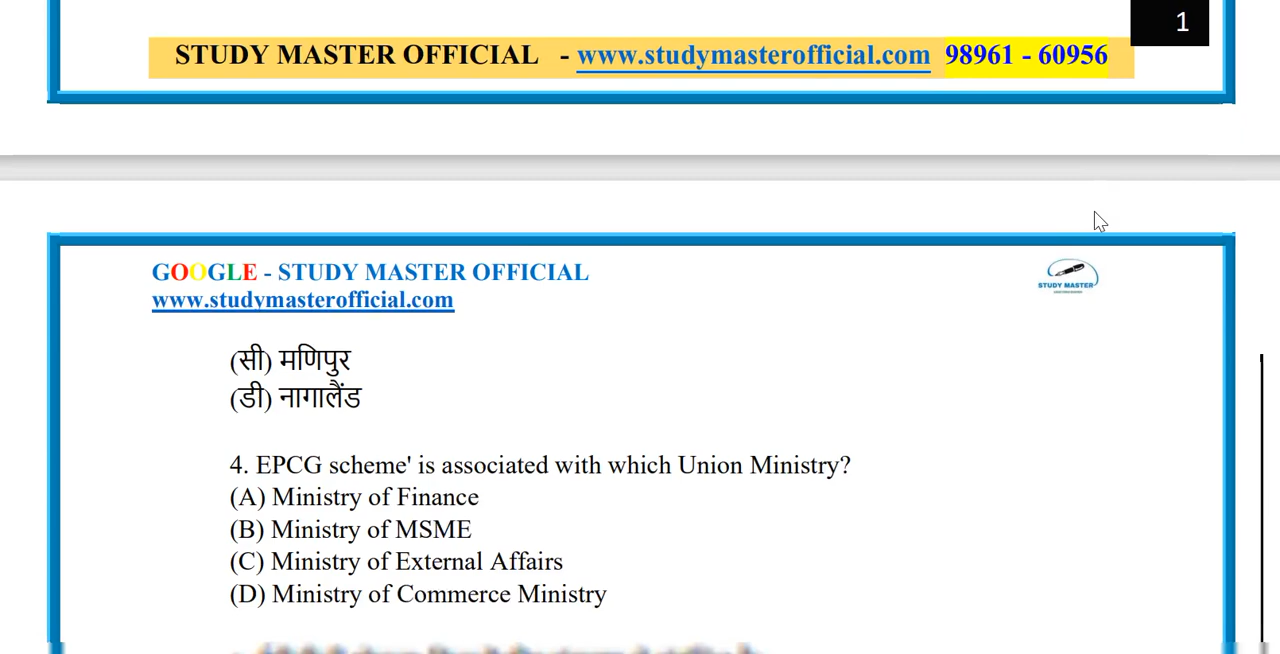 1
STUDY MASTER OFFICIAL - www.studymasterofficial.com 98961 - 60956
GOOGLE - STUDY MASTER OFFICIAL
www.studymasterofficial.com
STUDY MASTER
(सी) मणिपुर
(डी) नागालैंड
4. EPCG scheme' is associated with which Union Ministry?
(A) Ministry of Finance
(B) Ministry of MSME
(C) Ministry of External Affairs
(D) Ministry of Commerce Ministry